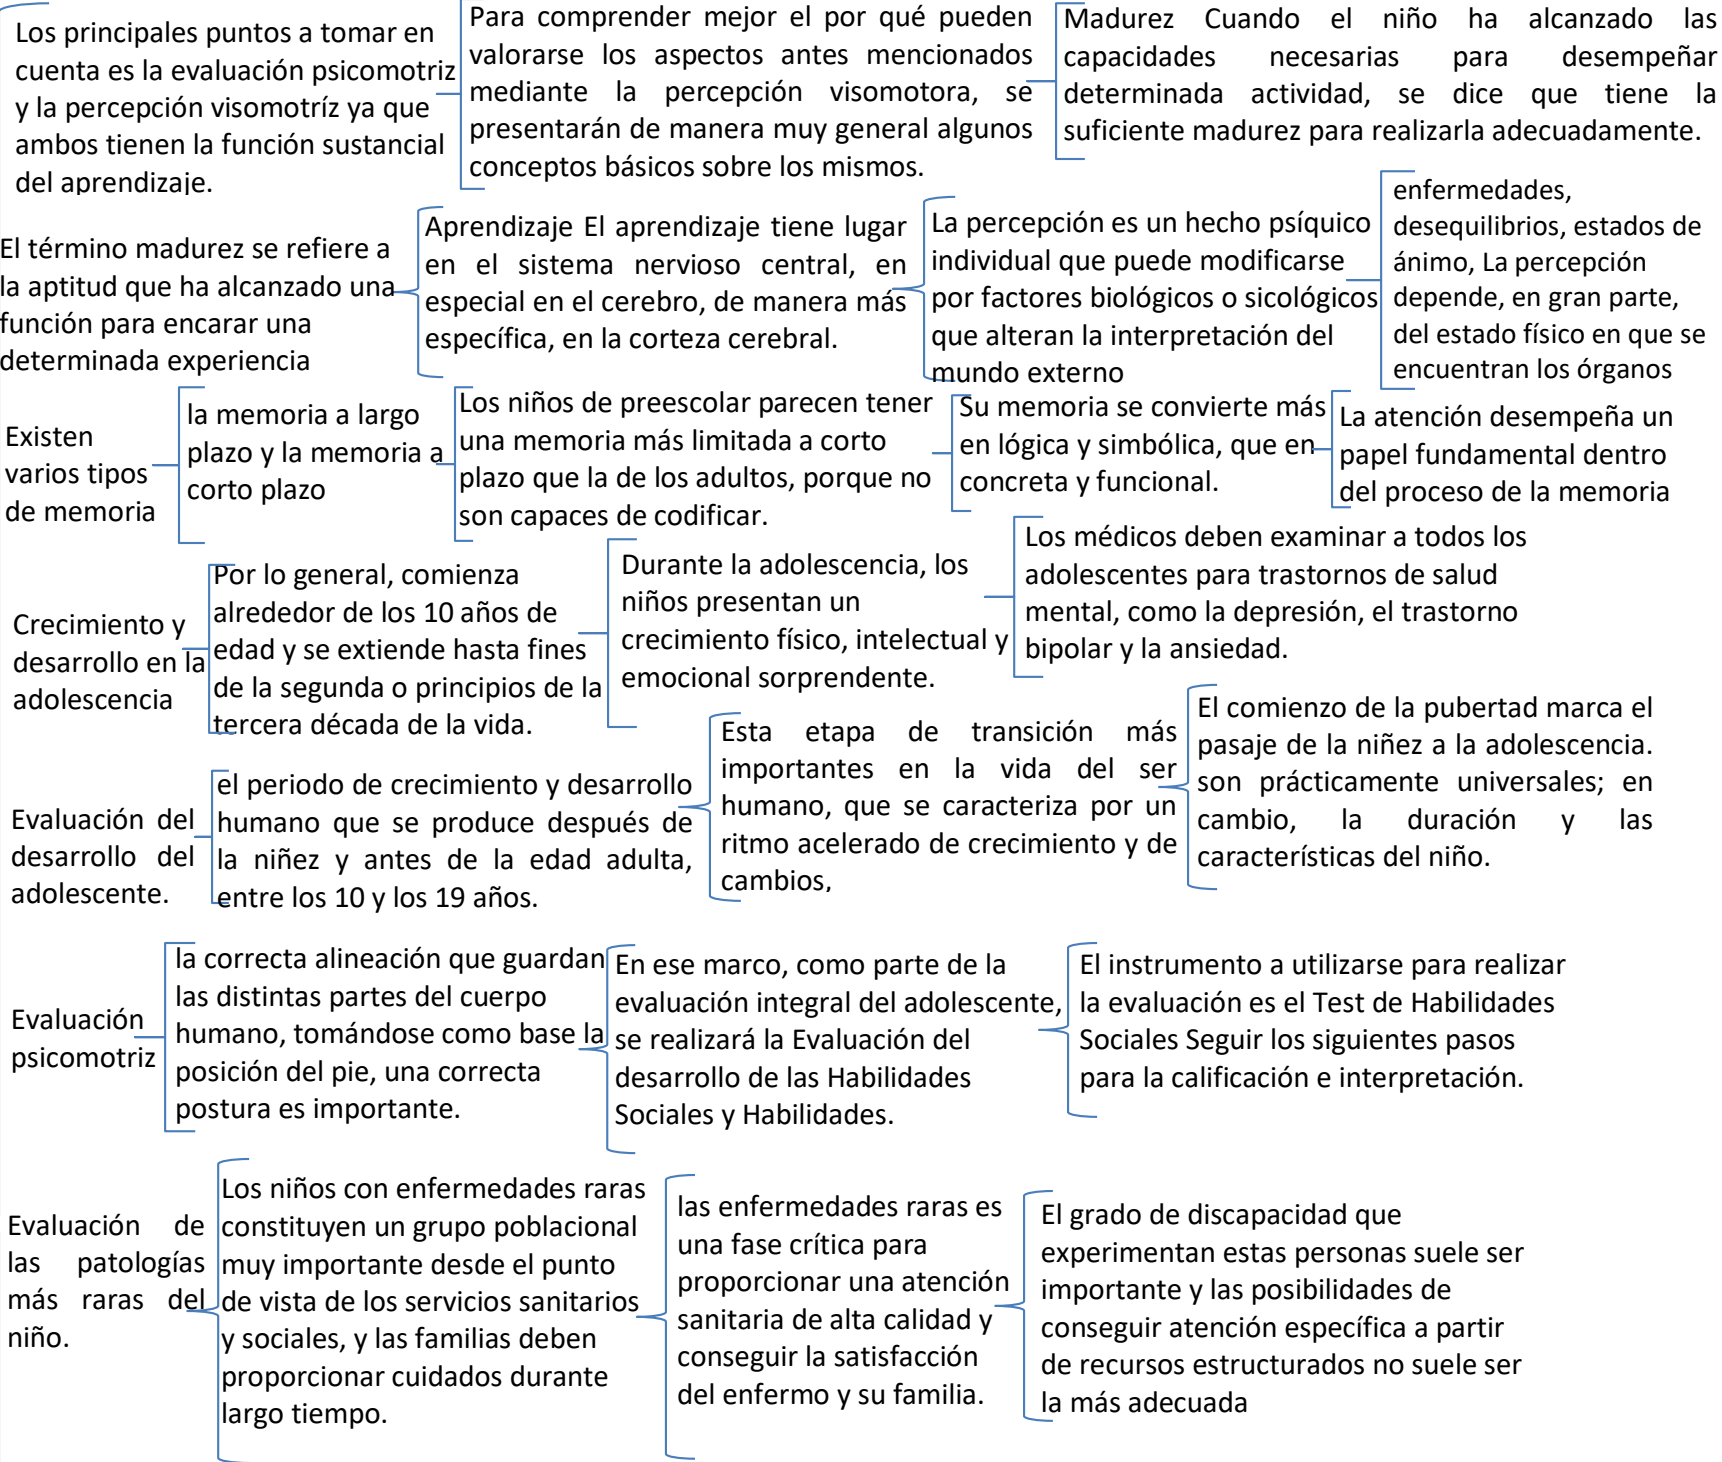 Los principales puntos a tomar en
cuenta es la evaluación psicomotriz
y la percepción visomotríz ya que
ambos tienen la función sustancial
del aprendizaje.
Para comprender mejor el por qué pueden
valorarse los aspectos antes mencionados
mediante la percepción visomotora, se
presentarán de manera muy general algunos
conceptos básicos sobre los mismos.
Madurez Cuando el niño ha alcanzado las
capacidades necesarias para desempeñar
determinada actividad, se dice que tiene la
suficiente madurez para realizarla adecuadamente.
El término madurez se refiere a
la aptitud que ha alcanzado una
función para encarar una
determinada experiencia
Aprendizaje El aprendizaje tiene lugar
en el sistema nervioso central, en
especial en el cerebro, de manera más
específica, en la corteza cerebral.
La percepción es un hecho psíquico
individual que puede modificarse
por factores biológicos o sicológicos
que alteran la interpretación del
mundo externo
enfermedades,
desequilibrios, estados de
ánimo, La percepción
depende, en gran parte,
del estado físico en que se
encuentran los órganos
Existen
varios tipos
de memoria
la memoria a largo
plazo y la memoria a
corto plazo
Los niños de preescolar parecen tener
una memoria más limitada a corto
plazo que la de los adultos, porque no
son capaces de codificar.
Su memoria se convierte más
en lógica y simbólica, que en
concreta y funcional.
La atención desempeña un
papel fundamental dentro
del proceso de la memoria
Crecimiento y
desarrollo en la
adolescencia
Por lo general, comienza
alrededor de los 10 años de
edad y se extiende hasta fines
de la segunda o principios de la
tercera década de la vida.
Durante la adolescencia, los
niños presentan un
crecimiento físico, intelectual y
emocional sorprendente.
Los médicos deben examinar a todos los
adolescentes para trastornos de salud
mental, como la depresión, el trastorno
bipolar y la ansiedad.
Evaluación del
desarrollo del
adolescente.
el periodo de crecimiento y desarrollo
humano que se produce después de
la niñez y antes de la edad adulta,
entre los 10 y los 19 años.
Esta etapa de transición más
importantes en la vida del ser
humano, que se caracteriza por un
ritmo acelerado de crecimiento y de
cambios,
El comienzo de la pubertad marca el
pasaje de la niñez a la adolescencia.
son prácticamente universales; en
cambio, la duración y las
características del niño.
Evaluación
psicomotriz
la correcta alineación que guardan
las distintas partes del cuerpo
humano, tomándose como base la
posición del pie, una correcta
postura es importante.
En ese marco, como parte de la
evaluación integral del adolescente,
se realizará la Evaluación del
desarrollo de las Habilidades
Sociales y Habilidades.
El instrumento a utilizarse para realizar
la evaluación es el Test de Habilidades
Sociales Seguir los siguientes pasos
para la calificación e interpretación.
Evaluación de
las patologías
más raras del
niño.
Los niños con enfermedades raras
constituyen un grupo poblacional
muy importante desde el punto
de vista de los servicios sanitarios
y sociales, y las familias deben
proporcionar cuidados durante
largo tiempo.
las enfermedades raras es
una fase crítica para
proporcionar una atención
sanitaria de alta calidad y
conseguir la satisfacción
del enfermo y su familia.
El grado de discapacidad que
experimentan estas personas suele ser
importante y las posibilidades de
conseguir atención específica a partir
de recursos estructurados no suele ser
la más adecuada